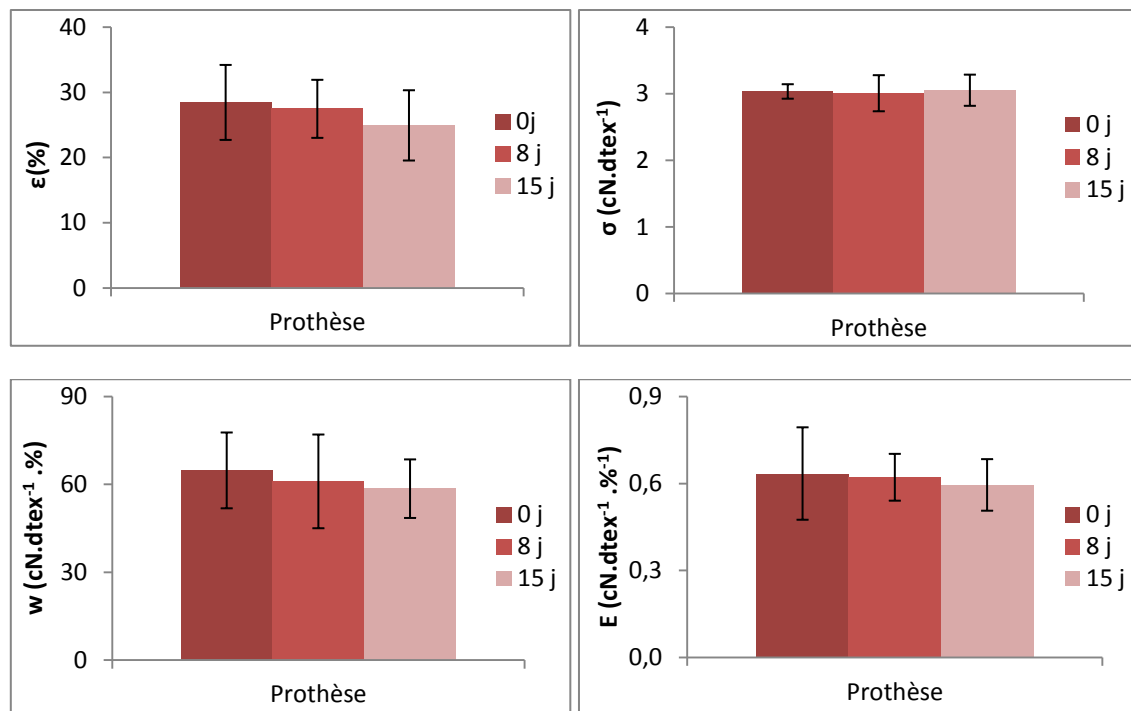 40
30
20
10
0
ε(%)
Prothèse
0j
8 j
15 j
4
3
2
1
0
σ (cN.dtex⁻¹)
Prothèse
0 j
8 j
15 j
90
60
30
0
w (cN.dtex⁻¹ .%)
Prothèse
0 j
8 j
15 j
0,9
0,6
0,3
0,0
E (cN.dtex⁻¹ .%⁻¹)
Prothèse
0 j
8 j
15 j